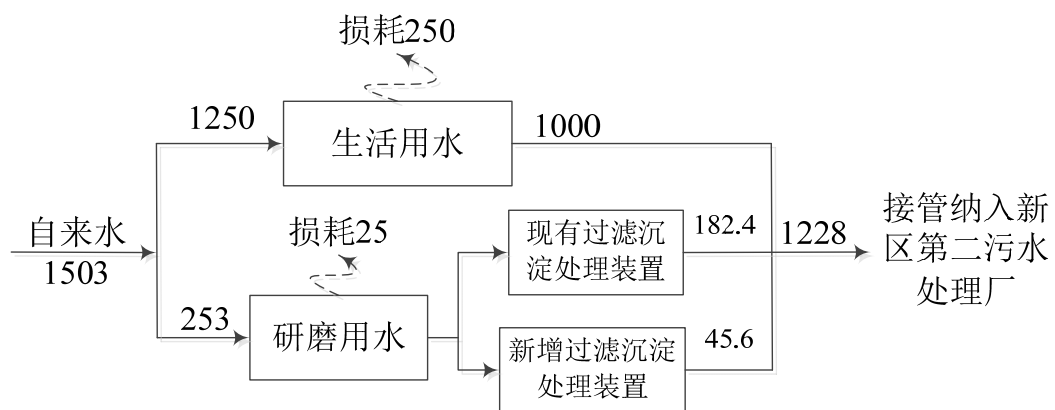 损耗250
1250
生活用水
1000
自来水
1503
损耗25
253
研磨用水
现有过滤沉
淀处理装置
182.4
新增过滤沉淀
处理装置
45.6
1228
接管纳入新
区第二污水
处理厂